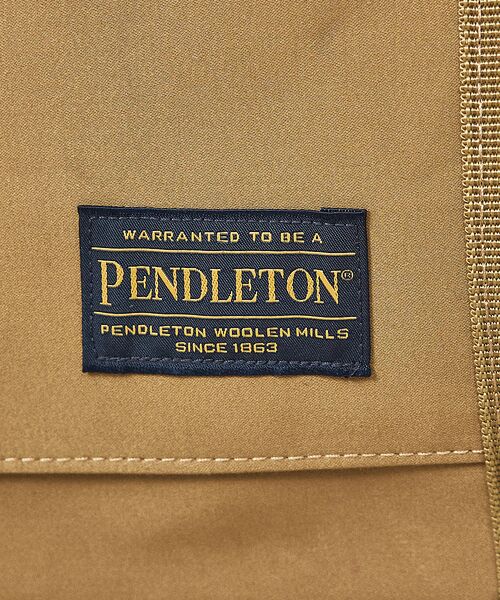 WARRANTED TO BE A
PENDLETON®
PENDLETON WOOLEN MILLS
SINCE 1863